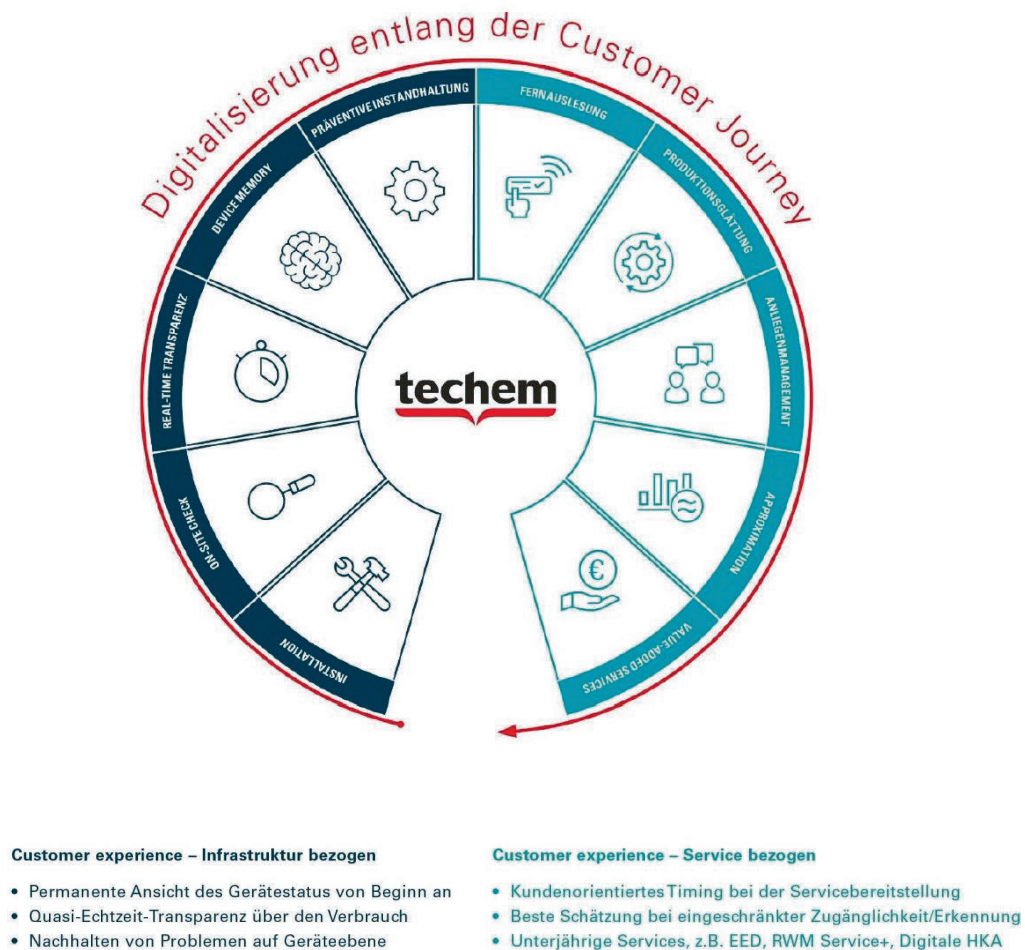 Digitalisierung entlang der Customer Journey
INSTALLATION
ON-SITE CHECK
REAL-TIME TRANSPARENZ
DEVICE MEMORY
PRÄVENTIVE INSTANDHALTUNG
FERNAUSLESUNG
PRODUKTIONSGLÄTTUNG
ANLIEGENMANAGEMENT
APPROXIMATION
VALUE-ADDED SERVICES
€
techem
Customer experience – Infrastruktur bezogen
• Permanente Ansicht des Gerätestatus von Beginn an
• Quasi-Echtzeit-Transparenz über den Verbrauch
• Nachhalten von Problemen auf Geräteebene
Customer experience – Service bezogen
• Kundenorientiertes Timing bei der Servicebereitstellung
• Beste Schätzung bei eingeschränkter Zugänglichkeit/Erkennung
• Unterjährige Services, z.B. EED, RWM Service+, Digitale HKA